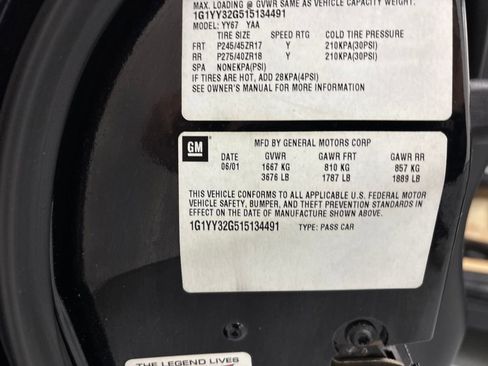 MAX. LOADING @ GVWR SAME AS VEHICLE CAPACITY WEIGHT.
1G1YY32G515134491
MODEL: YY67 YAA
TIRE SIZE SPEED RTG COLD TIRE PRESSURE
FRT P245/45ZR17 Y 210KPA(30PSI)
RR P275/40ZR18 Y 210KPA(30PSI)
SPA NONEKPA(PSI)
IF TIRES ARE HOT, ADD 28KPA(4PSI)
SEE OWNER'S MANUAL FOR MORE INFORMATION
GM
MFD BY GENERAL MOTORS CORP
DATE GVWR GAWR FRT GAWR RR
06/01 1667 KG 810 KG 857 KG
3676 LB 1787 LB 1889 LB
THIS VEHICLE CONFORMS TO ALL APPLICABLE U.S. FEDERAL MOTOR
VEHICLE SAFETY, BUMPER, AND THEFT PREVENTION STANDARDS IN
EFFECT ON THE DATE OF MANUFACTURE SHOWN ABOVE.
1G1YY32G515134491 TYPE: PASS CAR
THE LEGEND LIVES